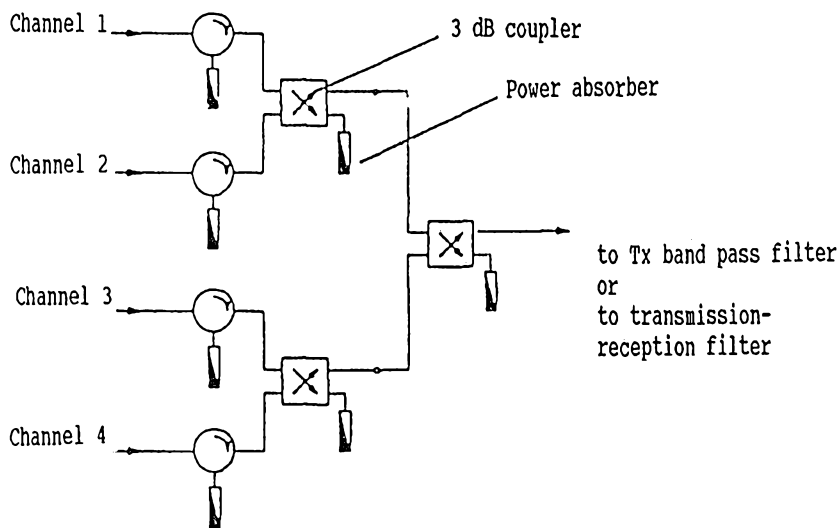 Channel 1
3 dB coupler
Power absorber
Channel 2
to Tx band pass filter
or
to transmission-
reception filter
Channel 3
Channel 4